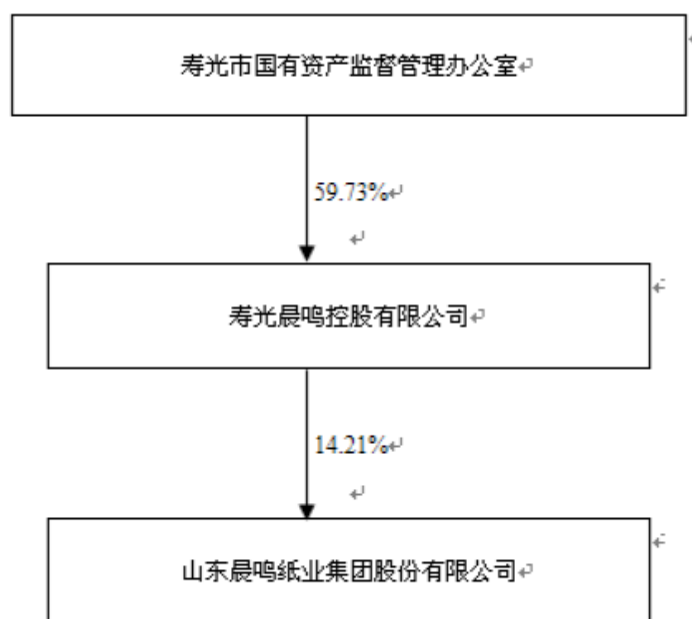 寿光市国有资产监督管理办公室
59.73%
寿光晨鸣控股有限公司
14.21%
山东晨鸣纸业集团股份有限公司